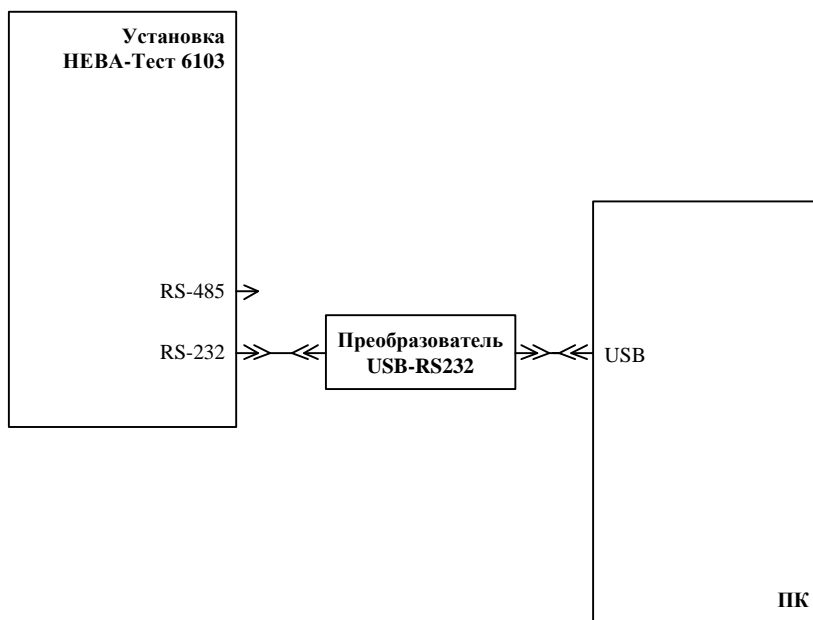 Установка
НЕВА-Тест 6103
RS-485
RS-232
Преобразователь
USB-RS232
USB
ПК